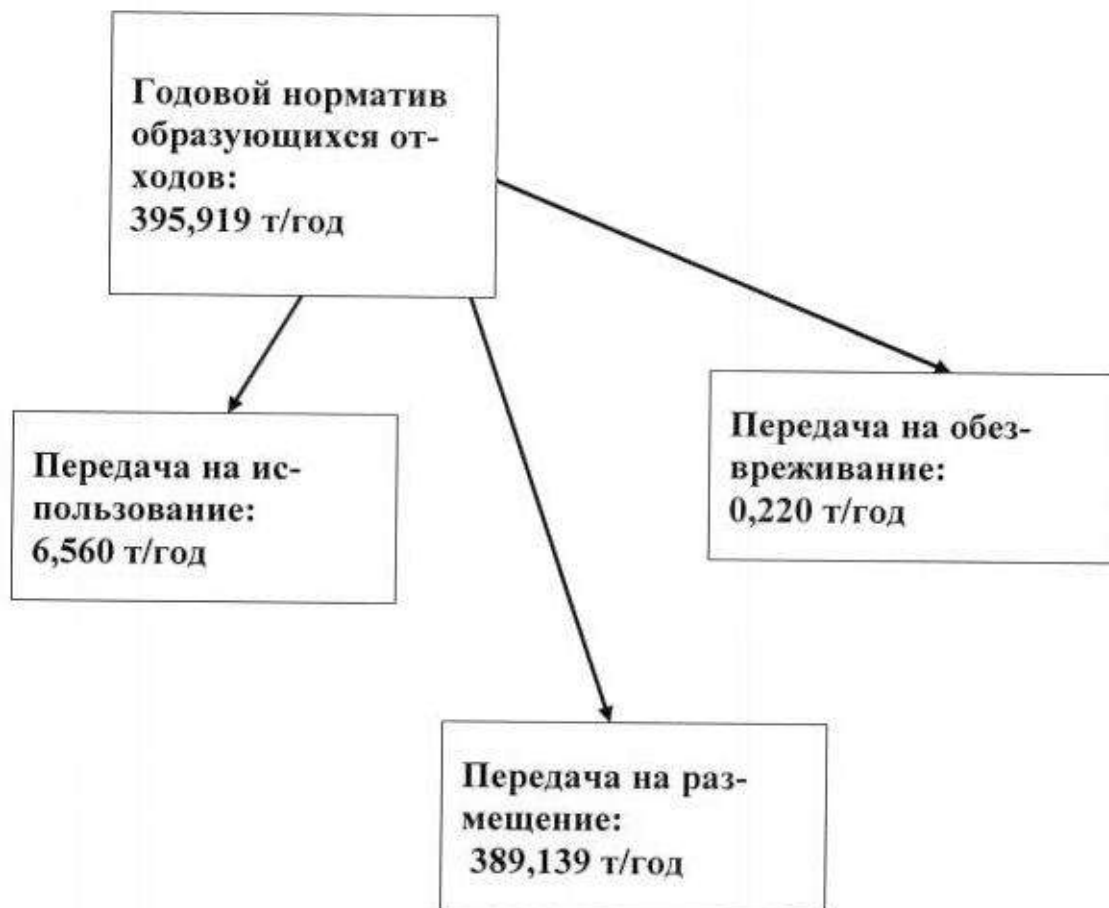 Годовой норматив
образующихся от-
ходов:
395,919 т/год
Передача на ис-
пользование:
6,560 т/год
Передача на обез-
вреживание:
0,220 т/год
Передача на раз-
мещение:
389,139 т/год